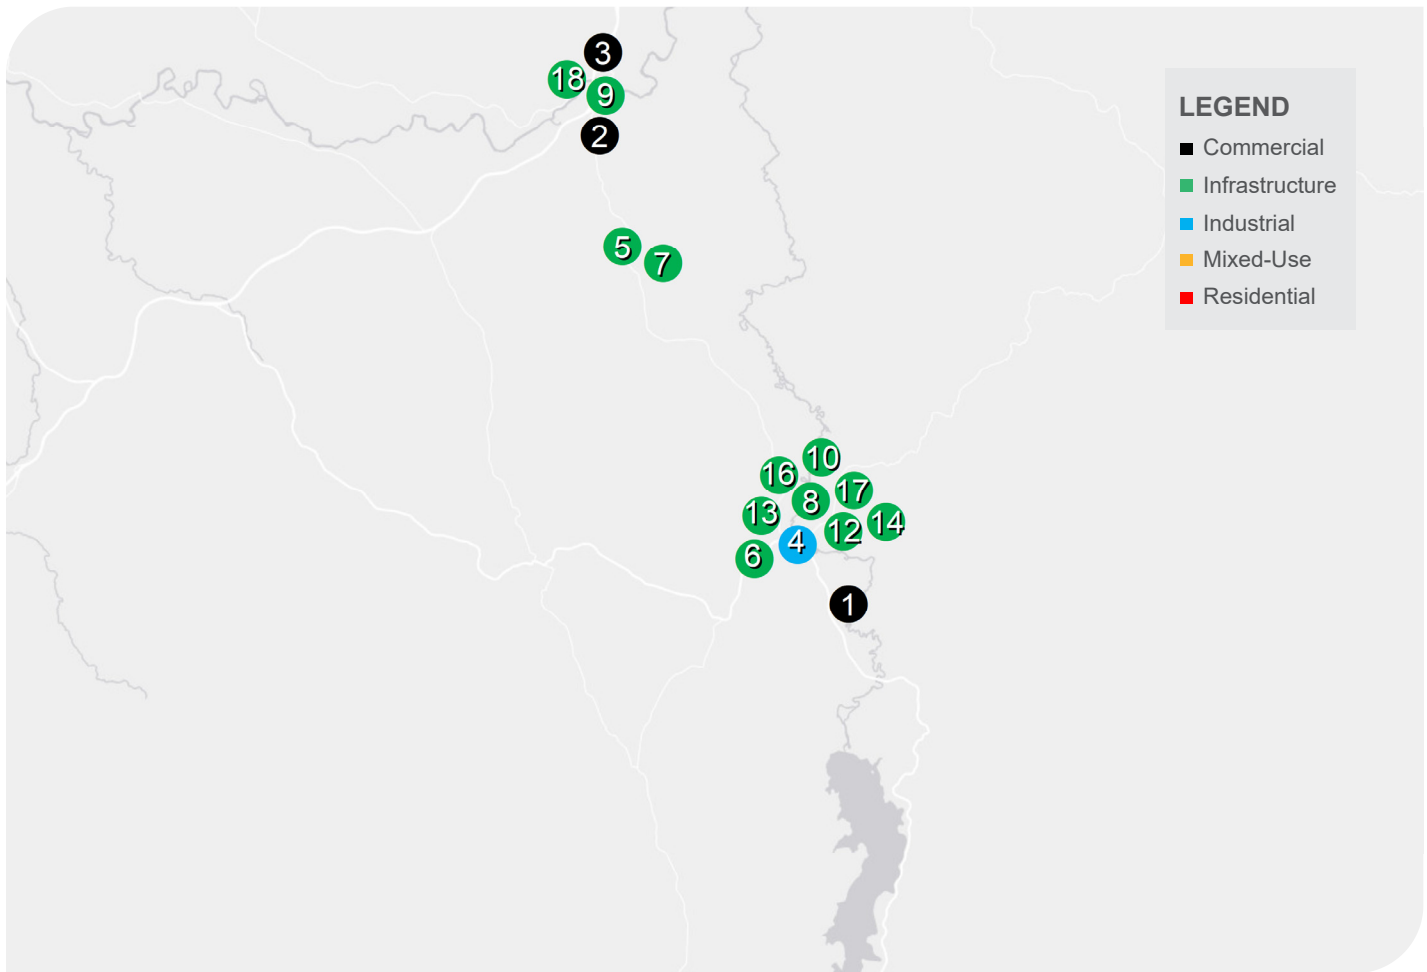 3
18
9
2
5
7
10
16
17
8
13
14
12
4
6
1
LEGEND
Commercial
Infrastructure
Industrial
Mixed-Use
Residential